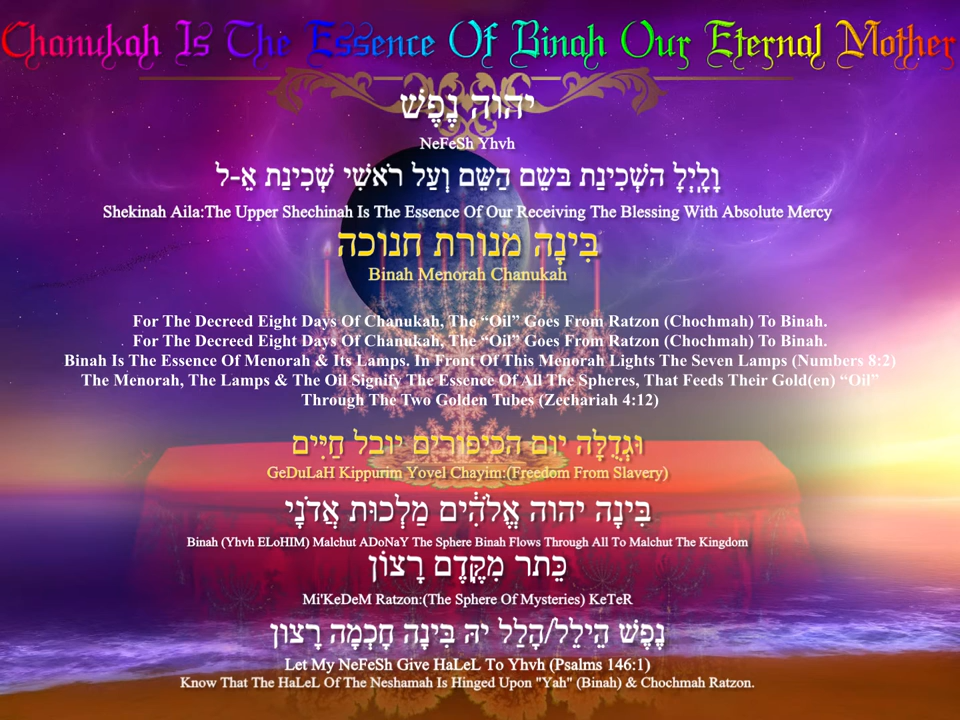 Chanukah Is The Essence Of Binah Our Eternal Mother
יהוה נֶפֶשׁ
NeFeSh Yhvh
וָלָיְלָ השְׁכִינַת בּשֵׁם הַשֵּׁם וְעַל רֹאשִׁי שְׁכִינַת אֵ-ל
Shekinah Aila:The Upper Shechinah Is The Essence Of Our Receiving The Blessing With Absolute Mercy
בִּינָה מנורת חנוכה
Binah Menorah Chanukah
For The Decreed Eight Days Of Chanukah, The “Oil” Goes From Ratzon (Chochmah) To Binah.
For The Decreed Eight Days Of Chanukah, The “Oil” Goes From Ratzon (Chochmah) To Binah.
Binah Is The Essence Of Menorah & Its Lamps. In Front Of This Menorah Lights The Seven Lamps (Numbers 8:2)
The Menorah, The Lamps & The Oil Signify The Essence Of All The Spheres, That Feeds Their Gold(en) “Oil”
Through The Two Golden Tubes (Zechariah 4:12)
וּגְדֻלָּה יום הכיפורים יובל חַיִּים
GeDuLaH Kippurim Yovel Chayim:(Freedom From Slavery)
בִּינָה יהוה אֱלֹהִ֔ים מַלְכוּת אֲדֹנָי
Binah (Yhvh ELoHIM) Malchut ADoNaY The Sphere Binah Flows Through All To Malchut The Kingdom
כֵּתר מִקֶּדֶם רָצוֹן
Mi'KeDeM Ratzon:(The Sphere Of Mysteries) KeTeR
נֶפֶשׁ הִילֵל/הָלַל יהּ בִּינָה חָכְמָה רָצוֹן
Let My NeFeSh Give HaLeL To Yhvh (Psalms 146:1)
Know That The HaLeL Of The Neshamah Is Hinged Upon "Yah" (Binah) & Chochmah Ratzon.